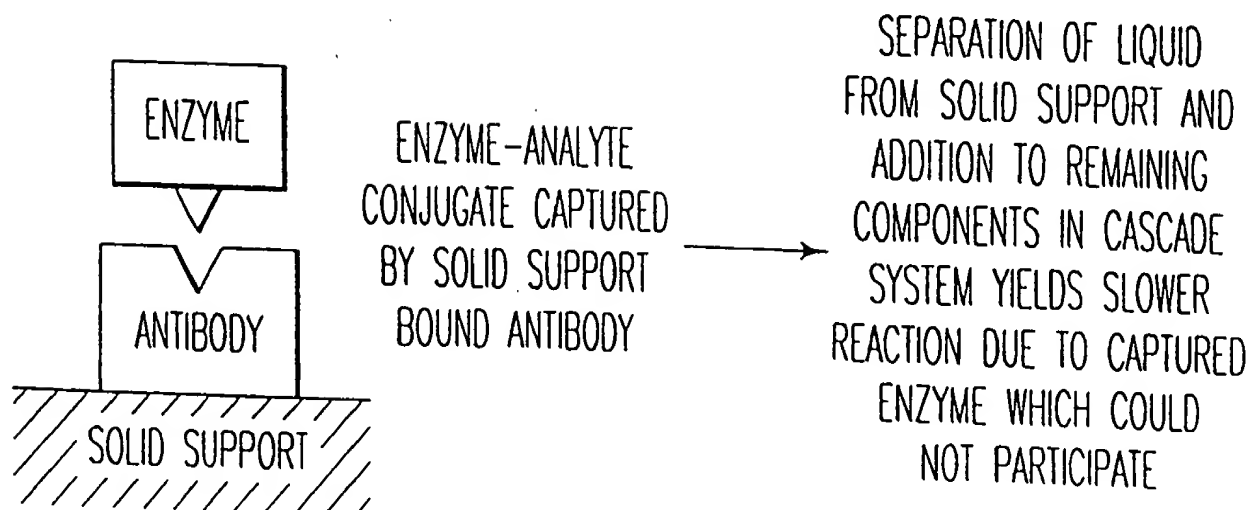 ENZYME
ANTIBODY
SOLID SUPPORT
ENZYME-ANALYTE
CONJUGATE CAPTURED
BY SOLID SUPPORT
BOUND ANTIBODY
SEPARATION OF LIQUID
FROM SOLID SUPPORT AND
ADDITION TO REMAINING
COMPONENTS IN CASCADE
SYSTEM YIELDS SLOWER
REACTION DUE TO CAPTURED
ENZYME WHICH COULD
NOT PARTICIPATE